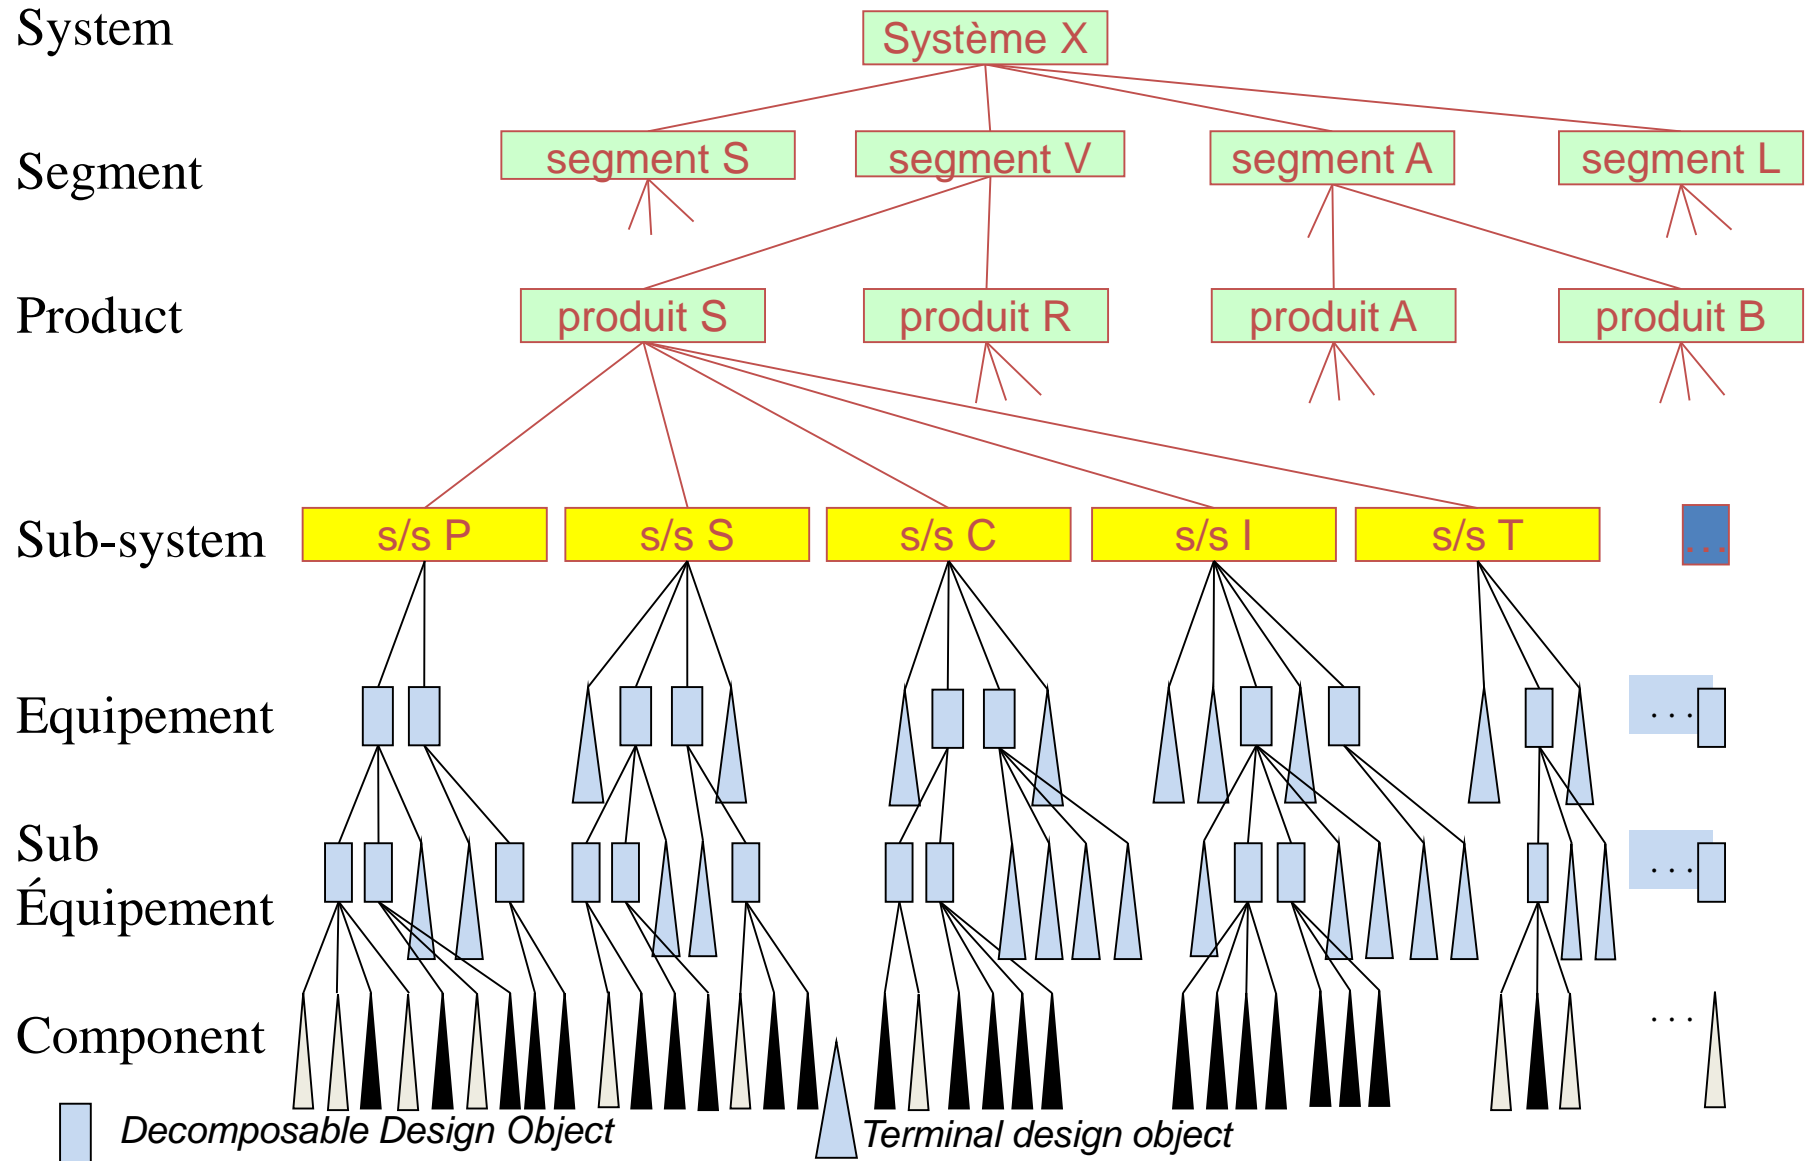 System
Système X
Segment
segment S
segment V
segment A
segment L
Product
produit S
produit R
produit A
produit B
Sub-system
s/s P
s/s S
s/s C
s/s I
s/s T
...
Equipement
...
Sub
Équipement
...
Component
...
Decomposable Design Object
Terminal design object